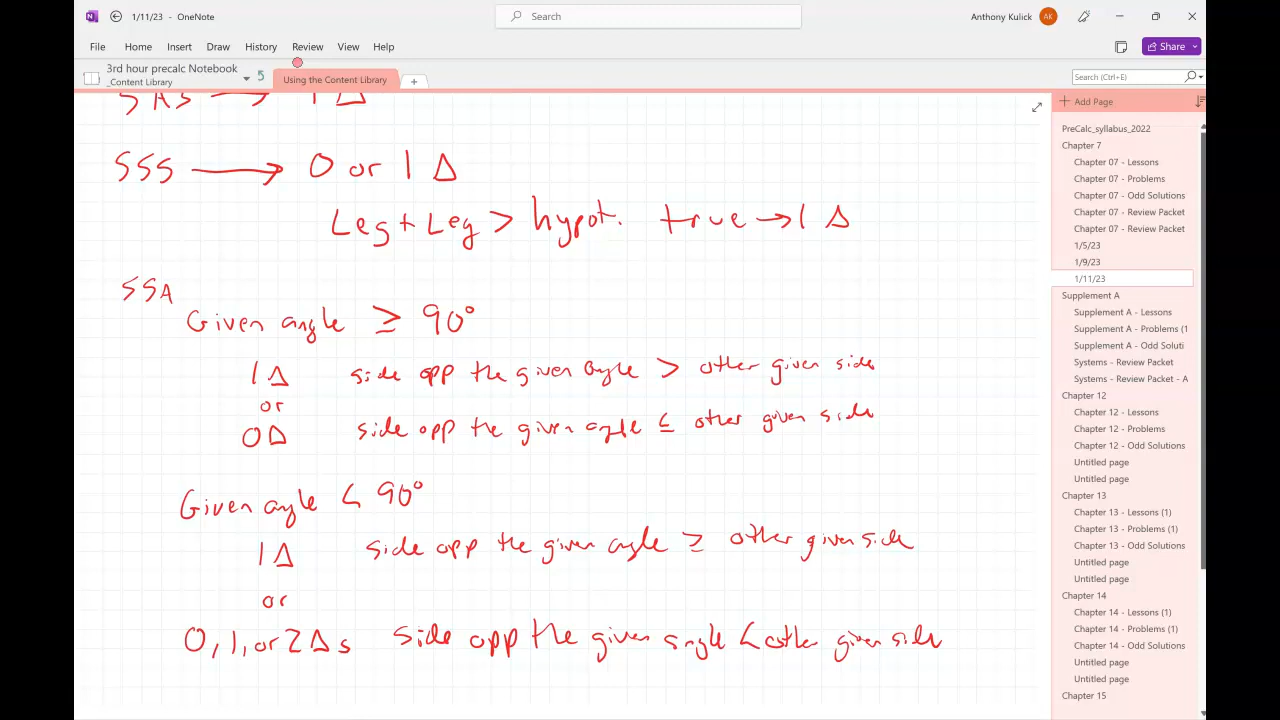 1/11/23 - OneNote
Search
Anthony Kulick
AK
File Home Insert Draw History Review View Help
Share
3rd hour precalc Notebook
_Content Library
Using the Content Library
+
Search (Ctrl+E)
Add Page
PreCalc_syllabus_2022
Chapter 7
Chapter 07 - Lessons
Chapter 07 - Problems
Chapter 07 - Odd Solutions
Chapter 07 - Review Packet
Chapter 07 - Review Packet
1/5/23
1/9/23
1/11/23
Supplement A
Supplement A - Lessons
Supplement A - Problems (1
Supplement A - Odd Soluti
Systems - Review Packet
Systems - Review Packet - A
Chapter 12
Chapter 12 - Lessons
Chapter 12 - Problems
Chapter 12 - Odd Solutions
Untitled page
Untitled page
Chapter 13
Chapter 13 - Lessons (1)
Chapter 13 - Problems (1)
Chapter 13 - Odd Solutions
Untitled page
Untitled page
Chapter 14
Chapter 14 - Lessons (1)
Chapter 14 - Problems (1)
Chapter 14 - Odd Solutions
Untitled page
Untitled page
Chapter 15
SAS → 1 Δ
SSS → 0 or 1 Δ
Leg + Leg > hypot. true → 1 Δ
SSA
Given angle ≥ 90°
1 Δ side opp the given angle > other given side
or
0 Δ side opp the given angle ≤ other given side
Given angle < 90°
1 Δ side opp the given angle ≥ other given side
or
0, 1, or 2 Δs side opp the given angle < other given side